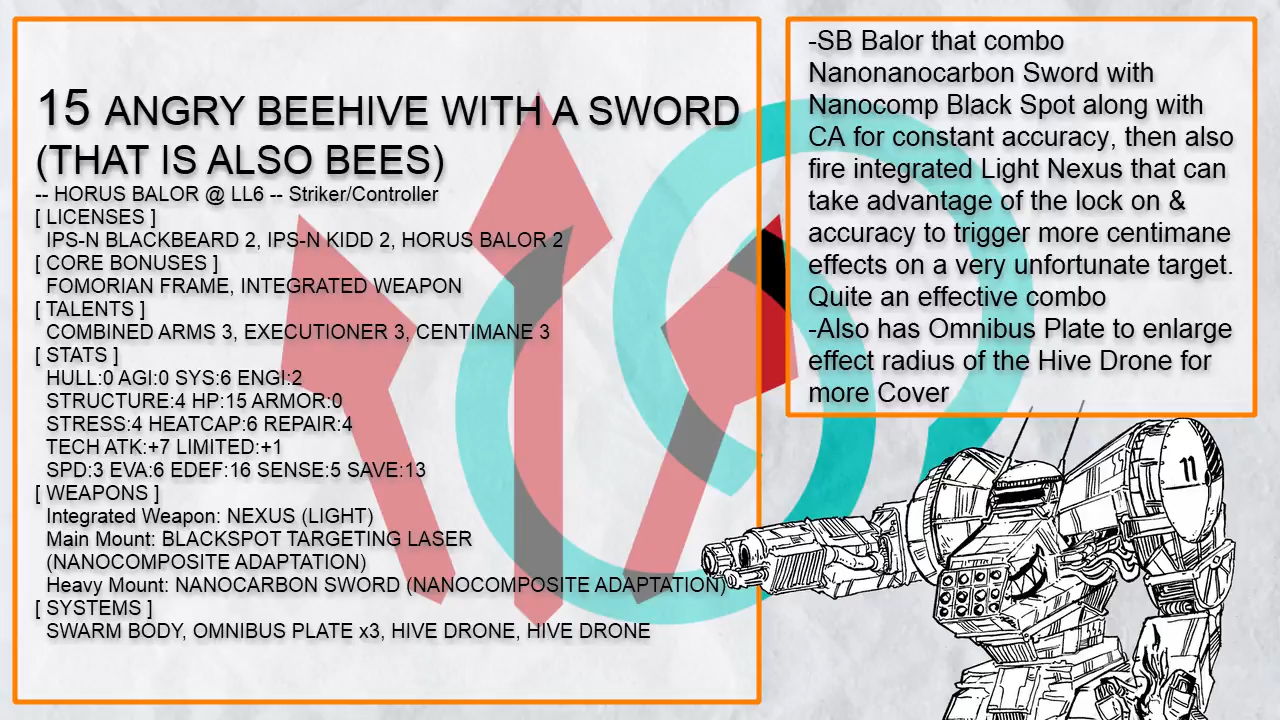 15 ANGRY BEEHIVE WITH A SWORD
(THAT IS ALSO BEES)
-- HORUS BALOR @ LL6 -- Striker/Controller
[ LICENSES ]
IPS-N BLACKBEARD 2, IPS-N KIDD 2, HORUS BALOR 2
[ CORE BONUSES ]
FOMORIAN FRAME, INTEGRATED WEAPON
[ TALENTS ]
COMBINED ARMS 3, EXECUTIONER 3, CENTIMANE 3
[ STATS ]
HULL:0 AGI:0 SYS:6 ENGI:2
STRUCTURE:4 HP:15 ARMOR:0
STRESS:4 HEATCAP:6 REPAIR:4
TECH ATK:+7 LIMITED:+1
SPD:3 EVA:6 EDEF:16 SENSE:5 SAVE:13
[ WEAPONS ]
Integrated Weapon: NEXUS (LIGHT)
Main Mount: BLACKSPOT TARGETING LASER
(NANOCOMPOSITE ADAPTATION)
Heavy Mount: NANOCARBON SWORD (NANOCOMPOSITE ADAPTATION)
[ SYSTEMS ]
SWARM BODY, OMNIBUS PLATE x3, HIVE DRONE, HIVE DRONE
-SB Balor that combo
Nanonanocarbon Sword with
Nanocomp Black Spot along with
CA for constant accuracy, then also
fire integrated Light Nexus that can
take advantage of the lock on &
accuracy to trigger more centimane
effects on a very unfortunate target.
Quite an effective combo
-Also has Omnibus Plate to enlarge
effect radius of the Hive Drone for
more Cover
11